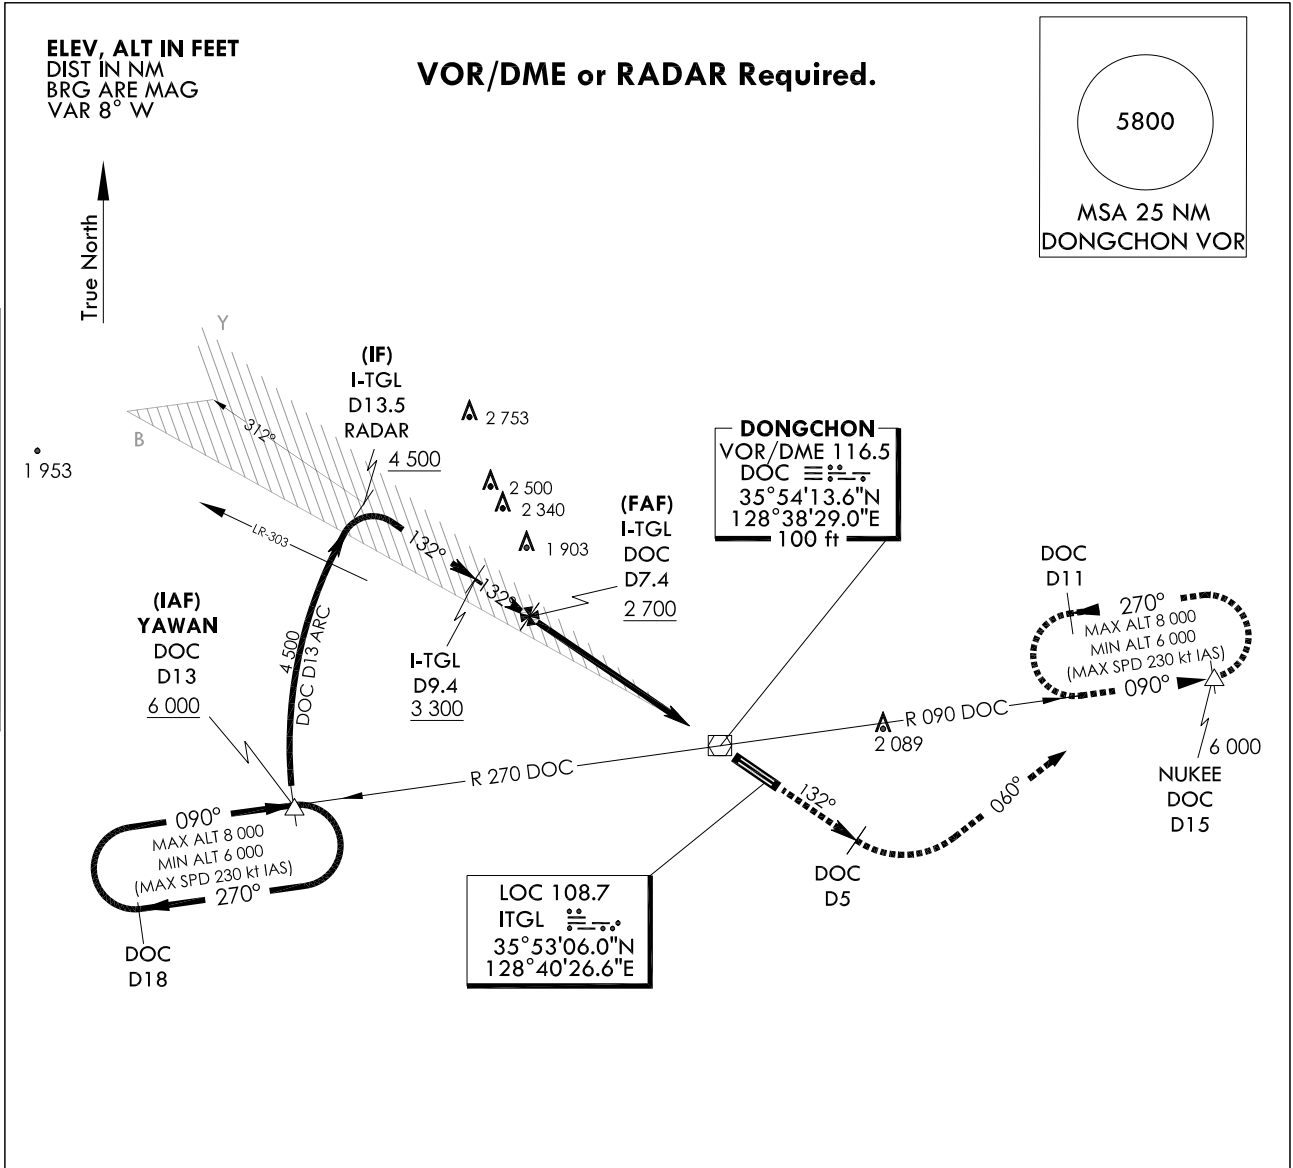 ELEV, ALT IN FEET
DIST IN NM
BRG ARE MAG
VAR 8° W
VOR/DME or RADAR Required.
5800
MSA 25 NM
DONGCHON VOR
True North
Y
B
312°
1 953
(IF)
I-TGL
D13.5
RADAR
4 500
2 753
2 500
2 340
1 903
LR-303
132°
132°
(FAF)
I-TGL
DOC
D7.4
2 700
DONGCHON
VOR/DME 116.5
DOC
35°54'13.6"N
128°38'29.0"E
100 ft
(IAF)
YAWAN
DOC
D13
6 000
4 500
DOC D13 ARC
I-TGL
D9.4
3 300
DOC
D11
270°
MAX ALT 8 000
MIN ALT 6 000
(MAX SPD 230 kt IAS)
090°
R 090 DOC
2 089
6 000
NUKEE
DOC
D15
R 270 DOC
090°
MAX ALT 8 000
MIN ALT 6 000
(MAX SPD 230 kt IAS)
270°
DOC
D18
132°
060°
DOC
D5
LOC 108.7
ITGL
35°53'06.0"N
128°40'26.6"E